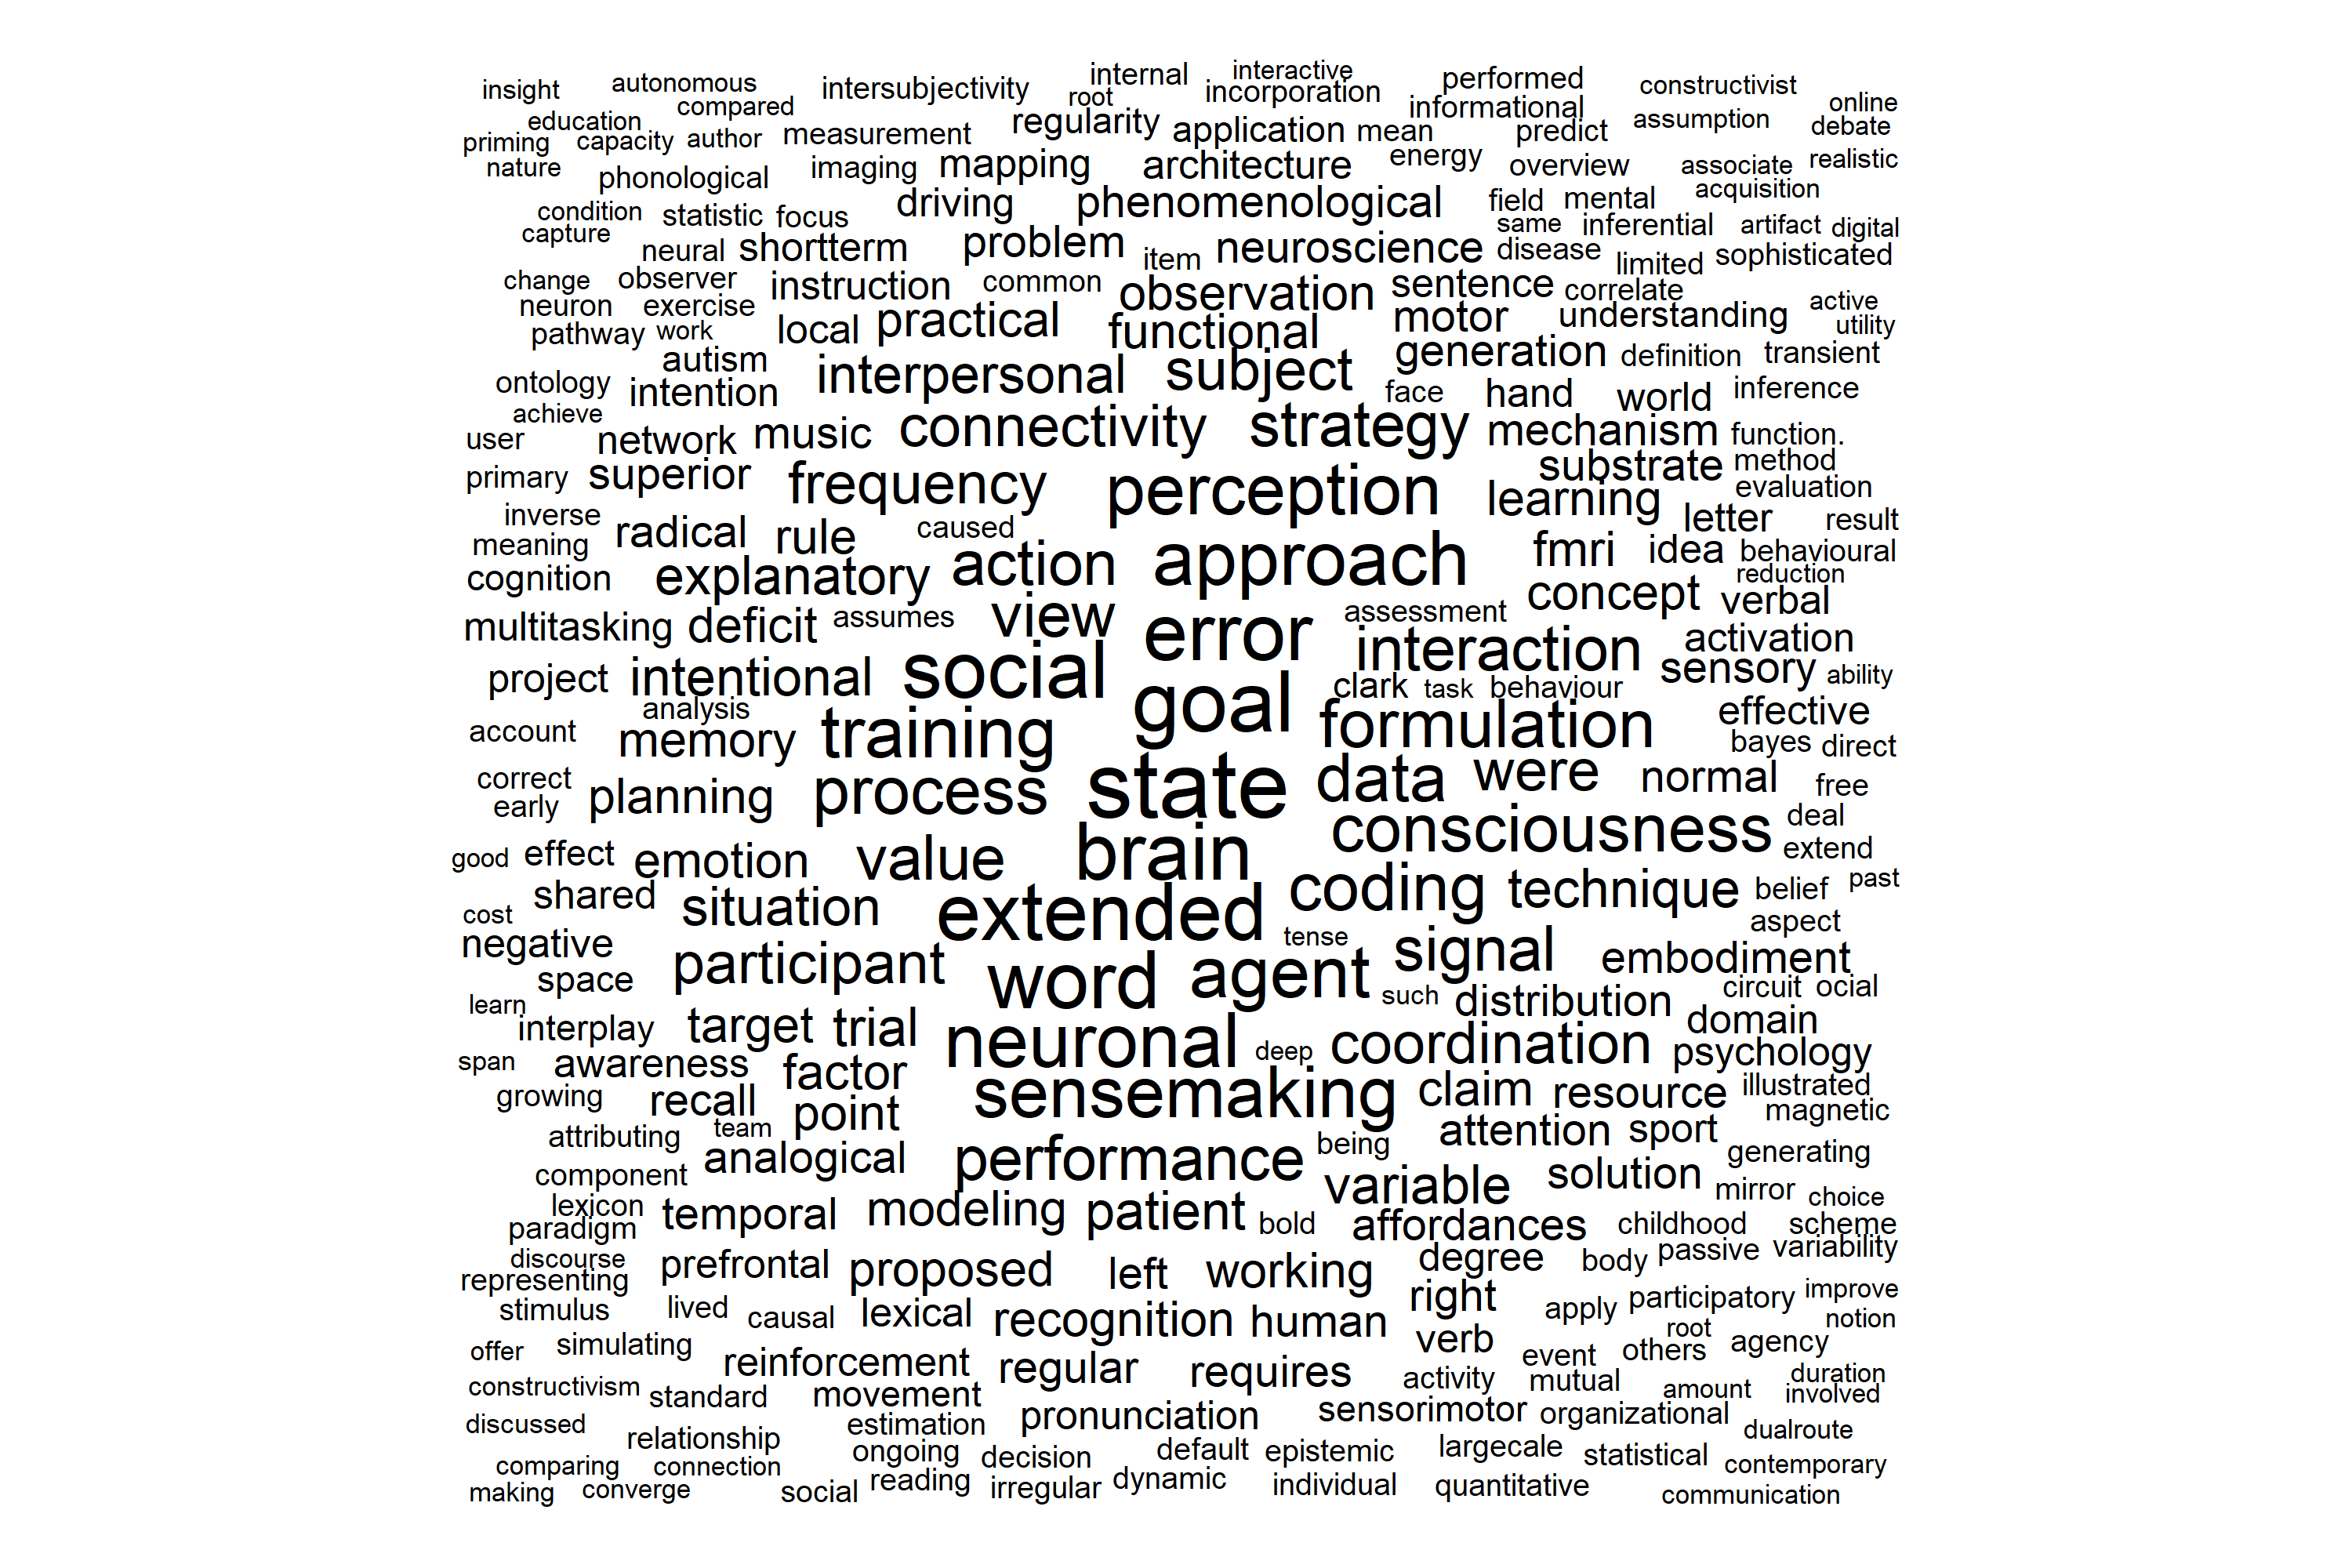 insight autonomous intersubjectivity internal interactive performed constructivist
compared root incorporation informational online
education regularity application mean predict assumption debate
priming capacity author measurement
nature phonological imaging mapping architecture energy overview associate realistic
condition statistic focus driving phenomenological field mental acquisition
capture neural shortterm problem item neuroscience same inferential artifact digital
disease limited sophisticated
change observer instruction common observation sentence correlate
neuron exercise local practical functional motor understanding active
pathway work utility
autism interpersonal subject generation definition transient
ontology intention face hand world inference
achieve
user network music connectivity strategy mechanism function.
primary superior frequency perception substrate method
learning evaluation
inverse radical rule caused letter result
meaning action approach fmri idea behavioural
cognition explanatory concept reduction
multitasking deficit assumes view error assessment verbal
interaction activation
project intentional social clark task behaviour sensory ability
analysis goal
account memory training formulation effective
bayes direct
correct planning process state data were normal free
early consciousness deal
good effect emotion value brain extend
shared situation extended coding technique belief past
cost tense aspect
negative participant signal embodiment
space word agent such distribution circuit ocial
learn
interplay target trial neuronal deep coordination domain
span awareness factor psychology
growing recall point sensemaking claim resource illustrated
magnetic
attributing team attention sport
component analogical performance being generating
lexicon variable solution mirror choice
paradigm temporal modeling patient bold affordances childhood scheme
discourse prefrontal proposed left working degree body passive variability
representing
stimulus lived causal lexical recognition human right apply participatory improve
notion
offer simulating verb root
reinforcement regular requires event others agency
constructivism standard movement activity mutual amount duration
involved
discussed estimation pronunciation sensorimotor organizational
relationship ongoing decision default epistemic largecale statistical dualroute
comparing connection contemporary
making converge social reading irregular dynamic individual quantitative communication